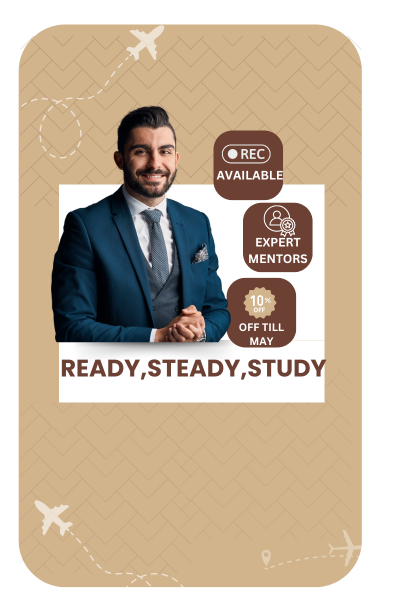 REC
AVAILABLE
EXPERT
MENTORS
10%
OFF
OFF TILL
MAY
READY,STEADY,STUDY